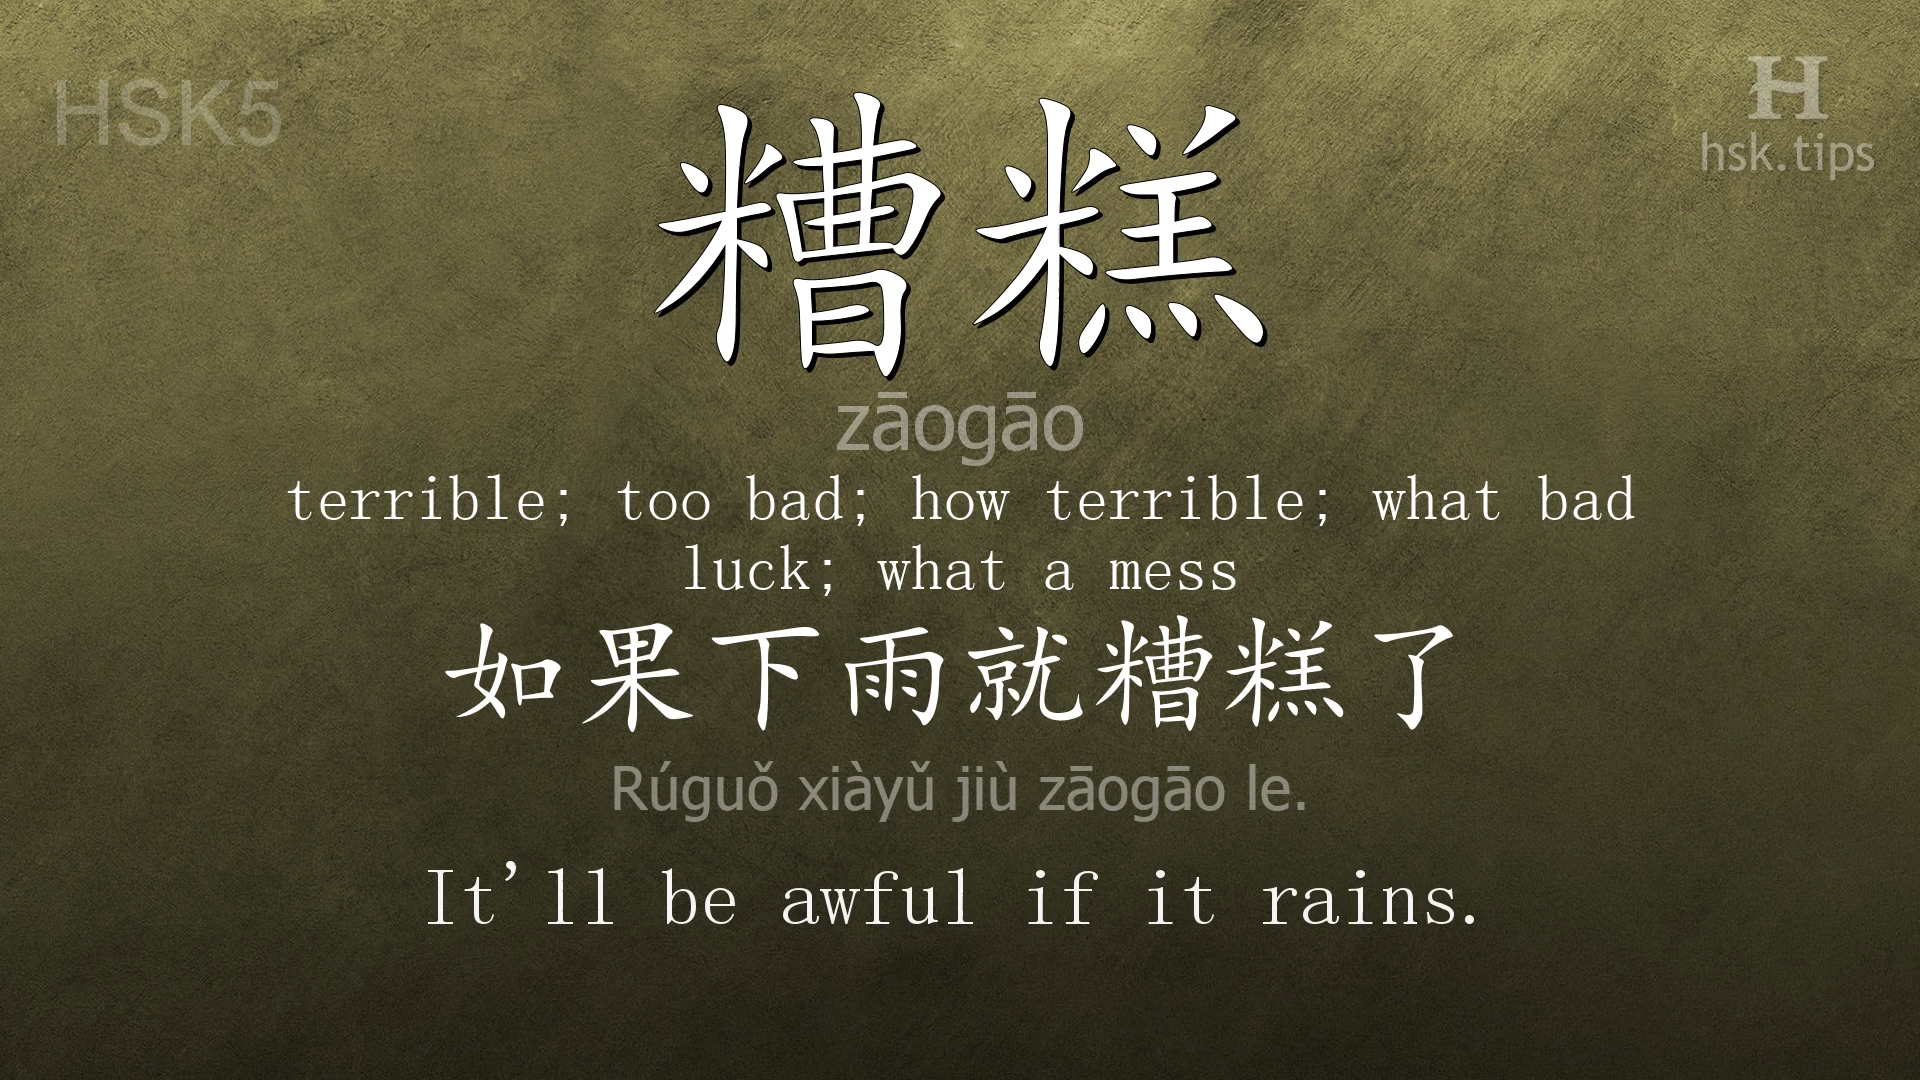 HSK5
H
hsk.tips
糟糕
zāogāo
terrible; too bad; how terrible; what bad
luck; what a mess
如果下雨就糟糕了
Rúguǒ xiàyǔ jiù zāogāo le.
It'll be awful if it rains.